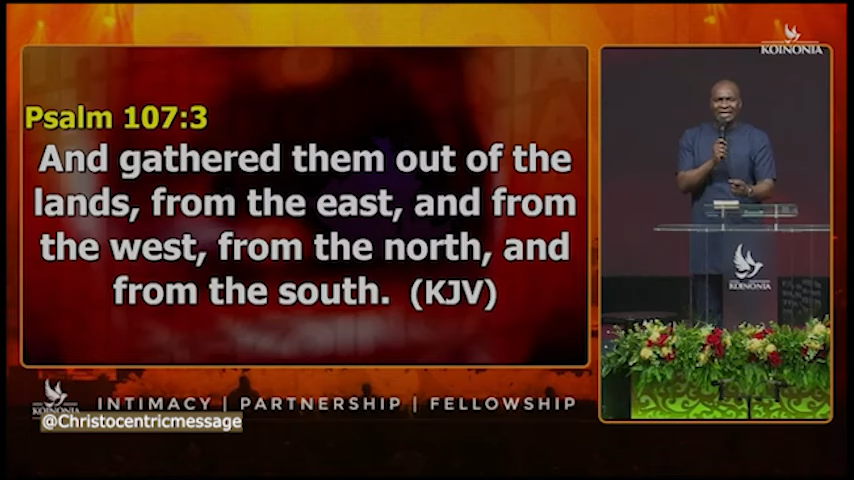 KOINONIA
Psalm 107:3
And gathered them out of the
lands, from the east, and from
the west, from the north, and
from the south. (KJV)
KOINONIA
KOINONIA
INTIMACY | PARTNERSHIP | FELLOWSHIP
@Christocentricmessage